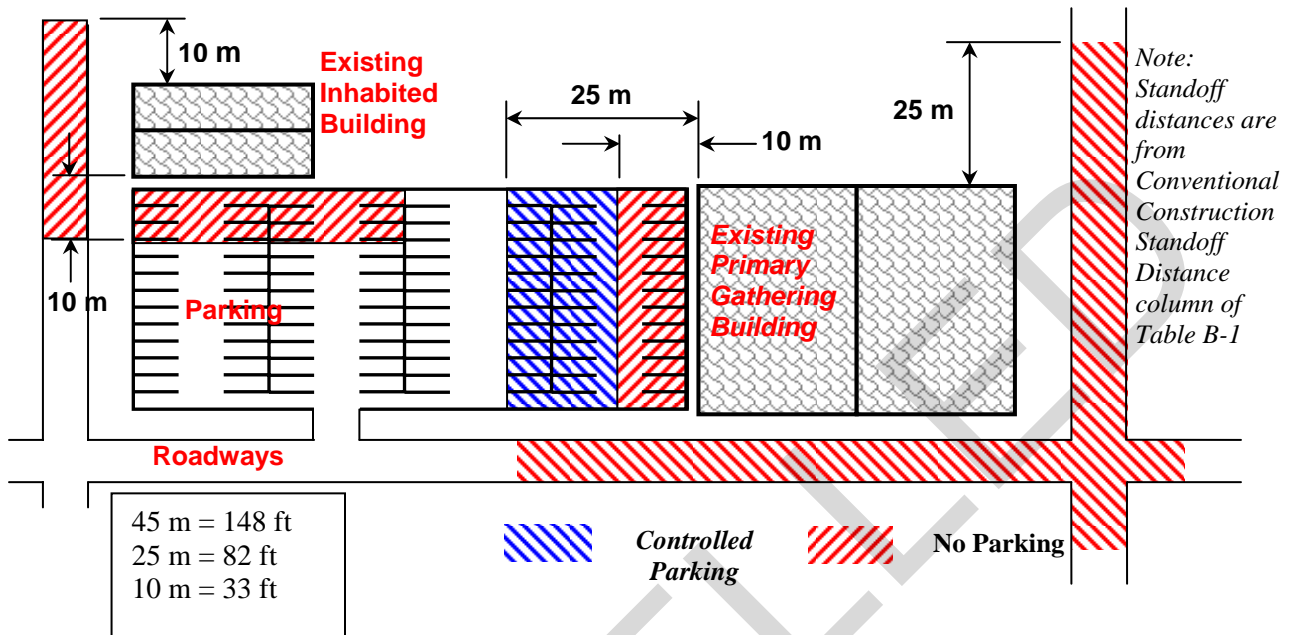 10 m
Existing
Inhabited
Building
25 m
10 m
25 m
Note:
Standoff
distances are
from
Conventional
Construction
Standoff
Distance
column of
Table B-1
10 m
Parking
Existing
Primary
Gathering
Building
Roadways
45 m = 148 ft
25 m = 82 ft
10 m = 33 ft
Controlled
Parking
No Parking